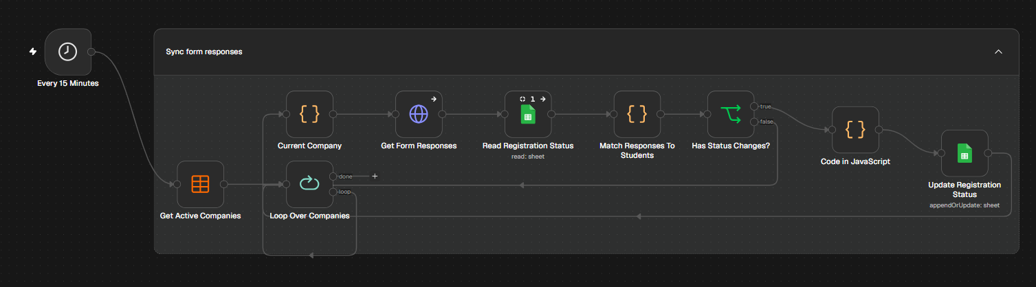 Sync form responses
Every 15 Minutes
1
true
false
Current Company
Get Form Responses
Read Registration Status
read: sheet
Match Responses To
Students
Has Status Changes?
Code in JavaScript
Update Registration
Status
appendOrUpdate: sheet
done
loop
Get Active Companies
Loop Over Companies